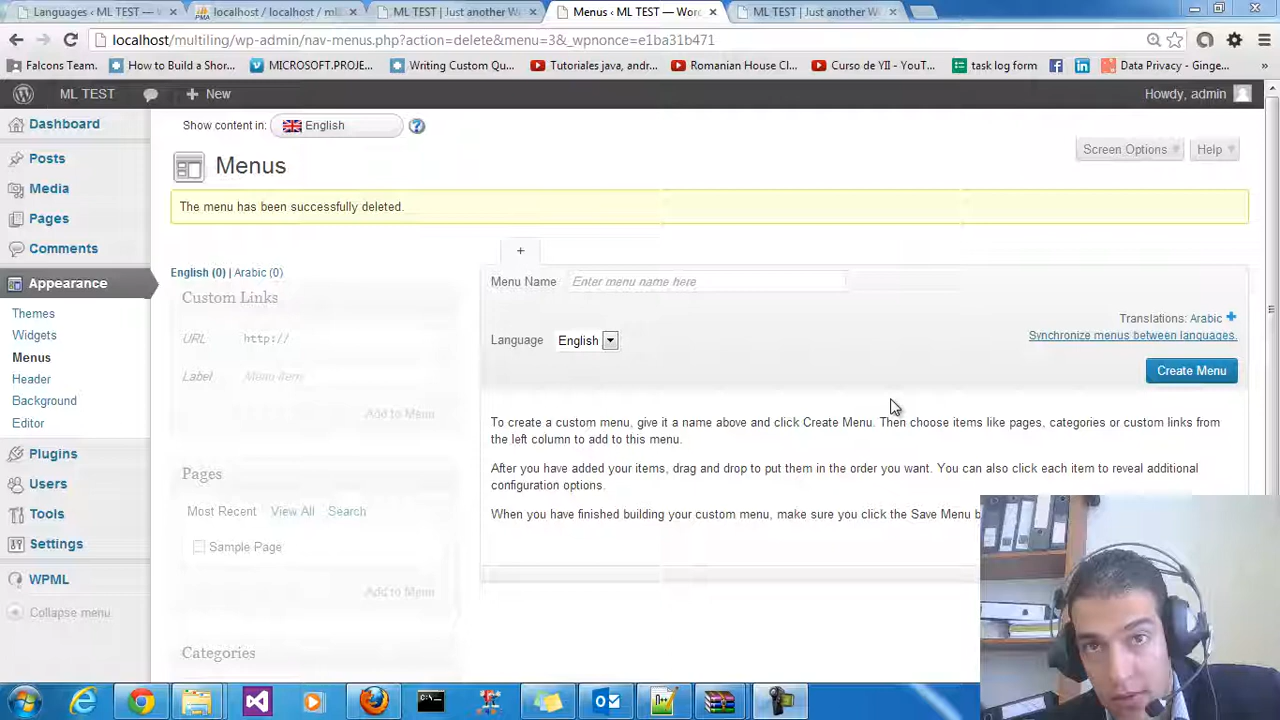 Languages ‹ ML TEST — W
localhost / localhost / mlt
ML TEST | Just another W
Menus ‹ ML TEST — Wor
ML TEST | Just another W
localhost/multiling/wp-admin/nav-menus.php?action=delete&menu=3&_wpnonce=e1ba31b471
Falcons Team.
How to Build a Shor...
MICROSOFT.PROJE...
Writing Custom Qu...
Tutoriales java, andr...
Romanian House Cl...
Curso de YII - YouT...
task log form
Data Privacy - Ginge...
ML TEST
New
Howdy, admin
Dashboard
Posts
Media
Pages
Comments
Appearance
Themes
Widgets
Menus
Header
Background
Editor
Plugins
Users
Tools
Settings
WPML
Collapse menu
Show content in:
English
Screen Options
Help
Menus
The menu has been successfully deleted.
English (0) | Arabic (0)
Custom Links
URL
http://
Label
Menu Item
Add to Menu
Pages
Most Recent
View All
Search
Sample Page
Add to Menu
Categories
+
Menu Name
Enter menu name here
Language
English
Translations: Arabic +
Synchronize menus between languages.
Create Menu
To create a custom menu, give it a name above and click Create Menu. Then choose items like pages, categories or custom links from
the left column to add to this menu.
After you have added your items, drag and drop to put them in the order you want. You can also click each item to reveal additional
configuration options.
When you have finished building your custom menu, make sure you click the Save Menu b